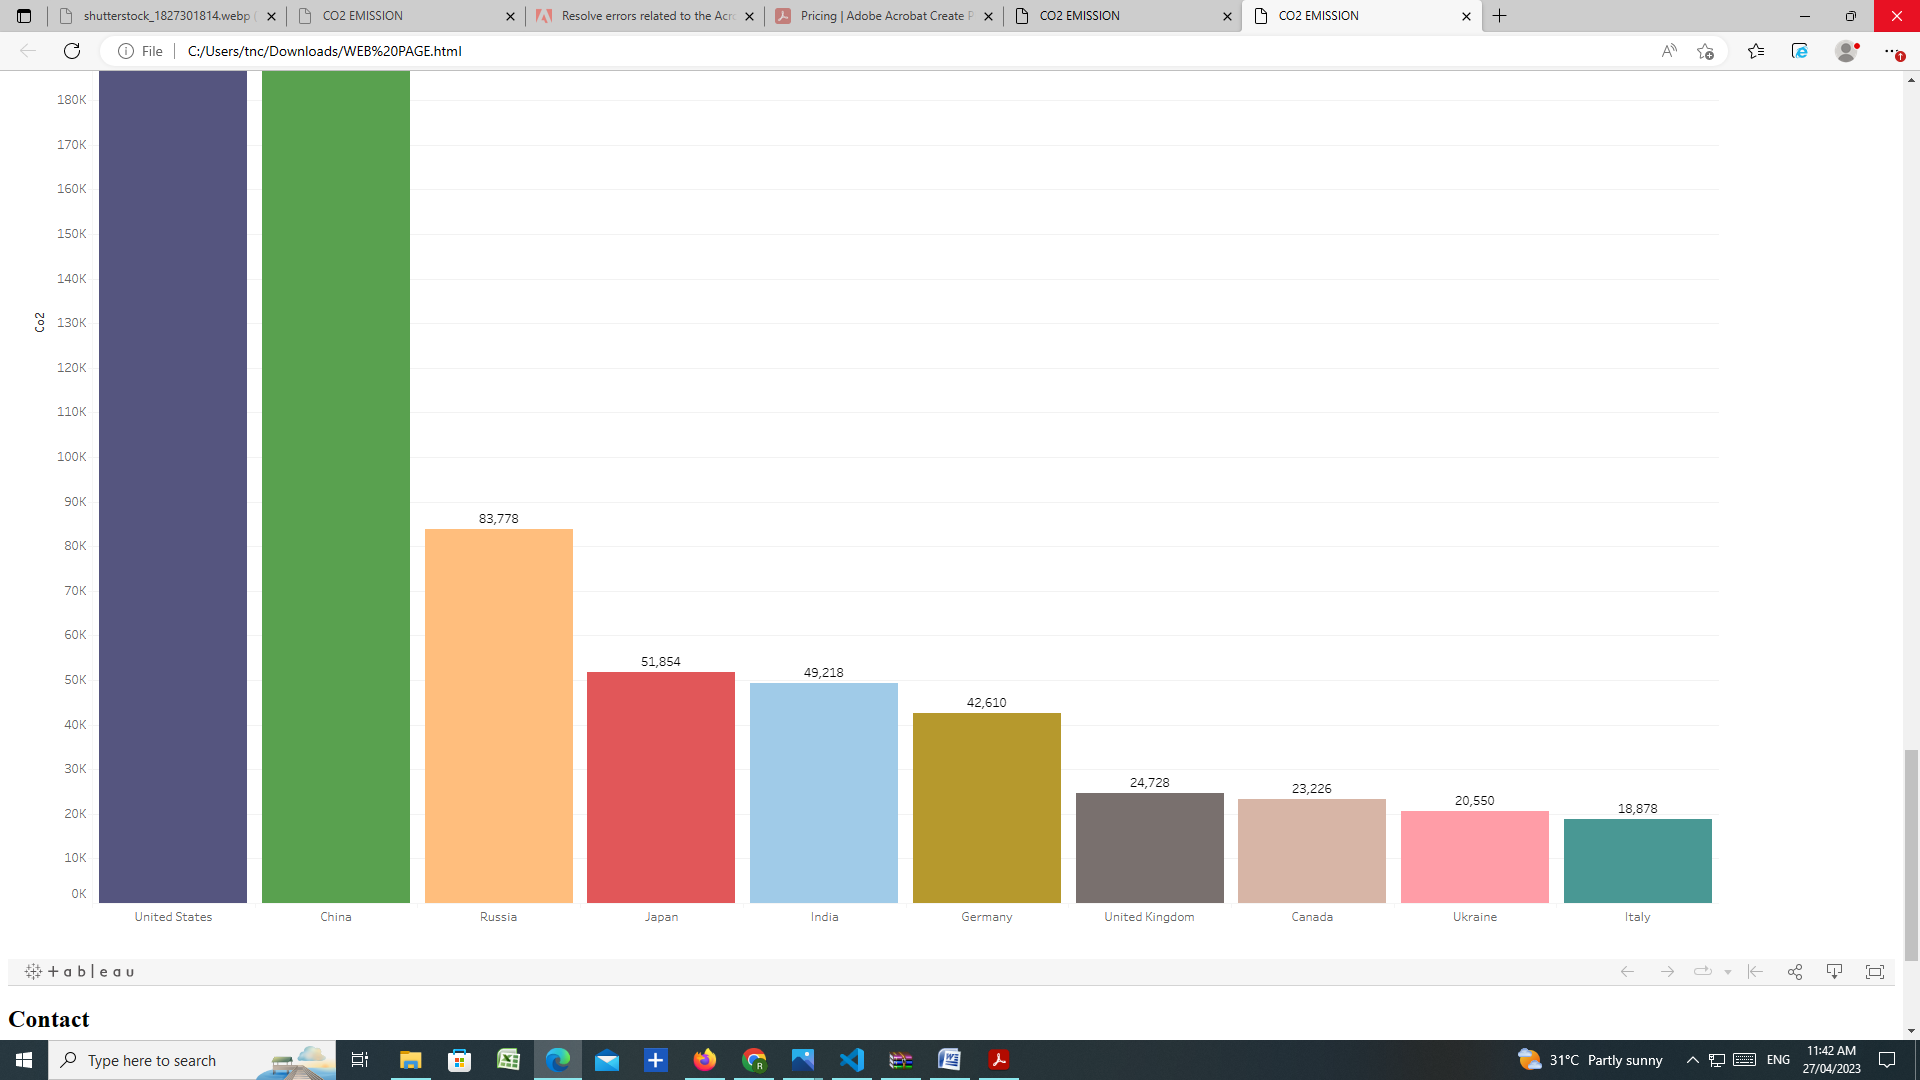 shutterstock_1827301814.webp (
CO2 EMISSION
Resolve errors related to the Acro
Pricing | Adobe Acrobat Create P
CO2 EMISSION
CO2 EMISSION
File
C:/Users/tnc/Downloads/WEB%20PAGE.html
Co2
180K
170K
160K
150K
140K
130K
120K
110K
100K
90K
80K
70K
60K
50K
40K
30K
20K
10K
0K
83,778
51,854
49,218
42,610
24,728
23,226
20,550
18,878
United States
China
Russia
Japan
India
Germany
United Kingdom
Canada
Ukraine
Italy
+ a b l e a u
Contact
Type here to search
31°C Partly sunny
ENG
11:42 AM
27/04/2023